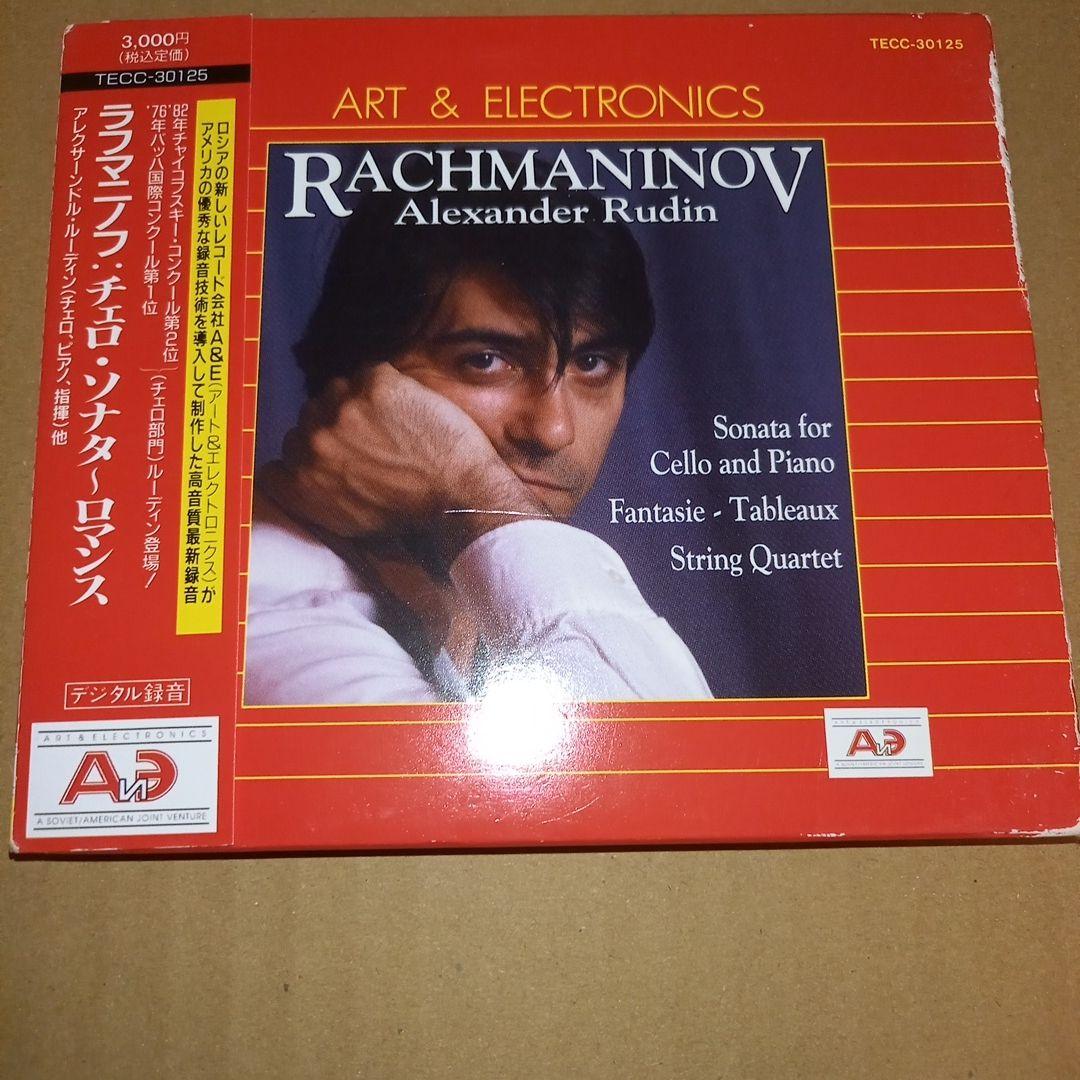 3,000円
(税込定価)
TECC-30125
ロシアの新しいレコード会社A&E(アート&エレクトロニクス)が
アメリカの優秀な録音技術を導入して制作した高音質最新録音
'82年チャイコフスキー・コンクール第2位
'76年バッハ国際コンクール第1位
(チェロ部門)ルーディン登場!
ラフマニノフ:チェロ・ソナタ~ロマンス
アレクサーンドル・ルーディン(チェロ、ピアノ、指揮)他
デジタル録音
ART & ELECTRONICS
AиЭ
A SOVIET/AMERICAN JOINT VENTURE
TECC-30125
ART & ELECTRONICS
RACHMANINOV
Alexander Rudin
Sonata for
Cello and Piano
Fantasie - Tableaux
String Quartet
ART & ELECTRONICS
AиЭ
A SOVIET/AMERICAN JOINT VENTURE